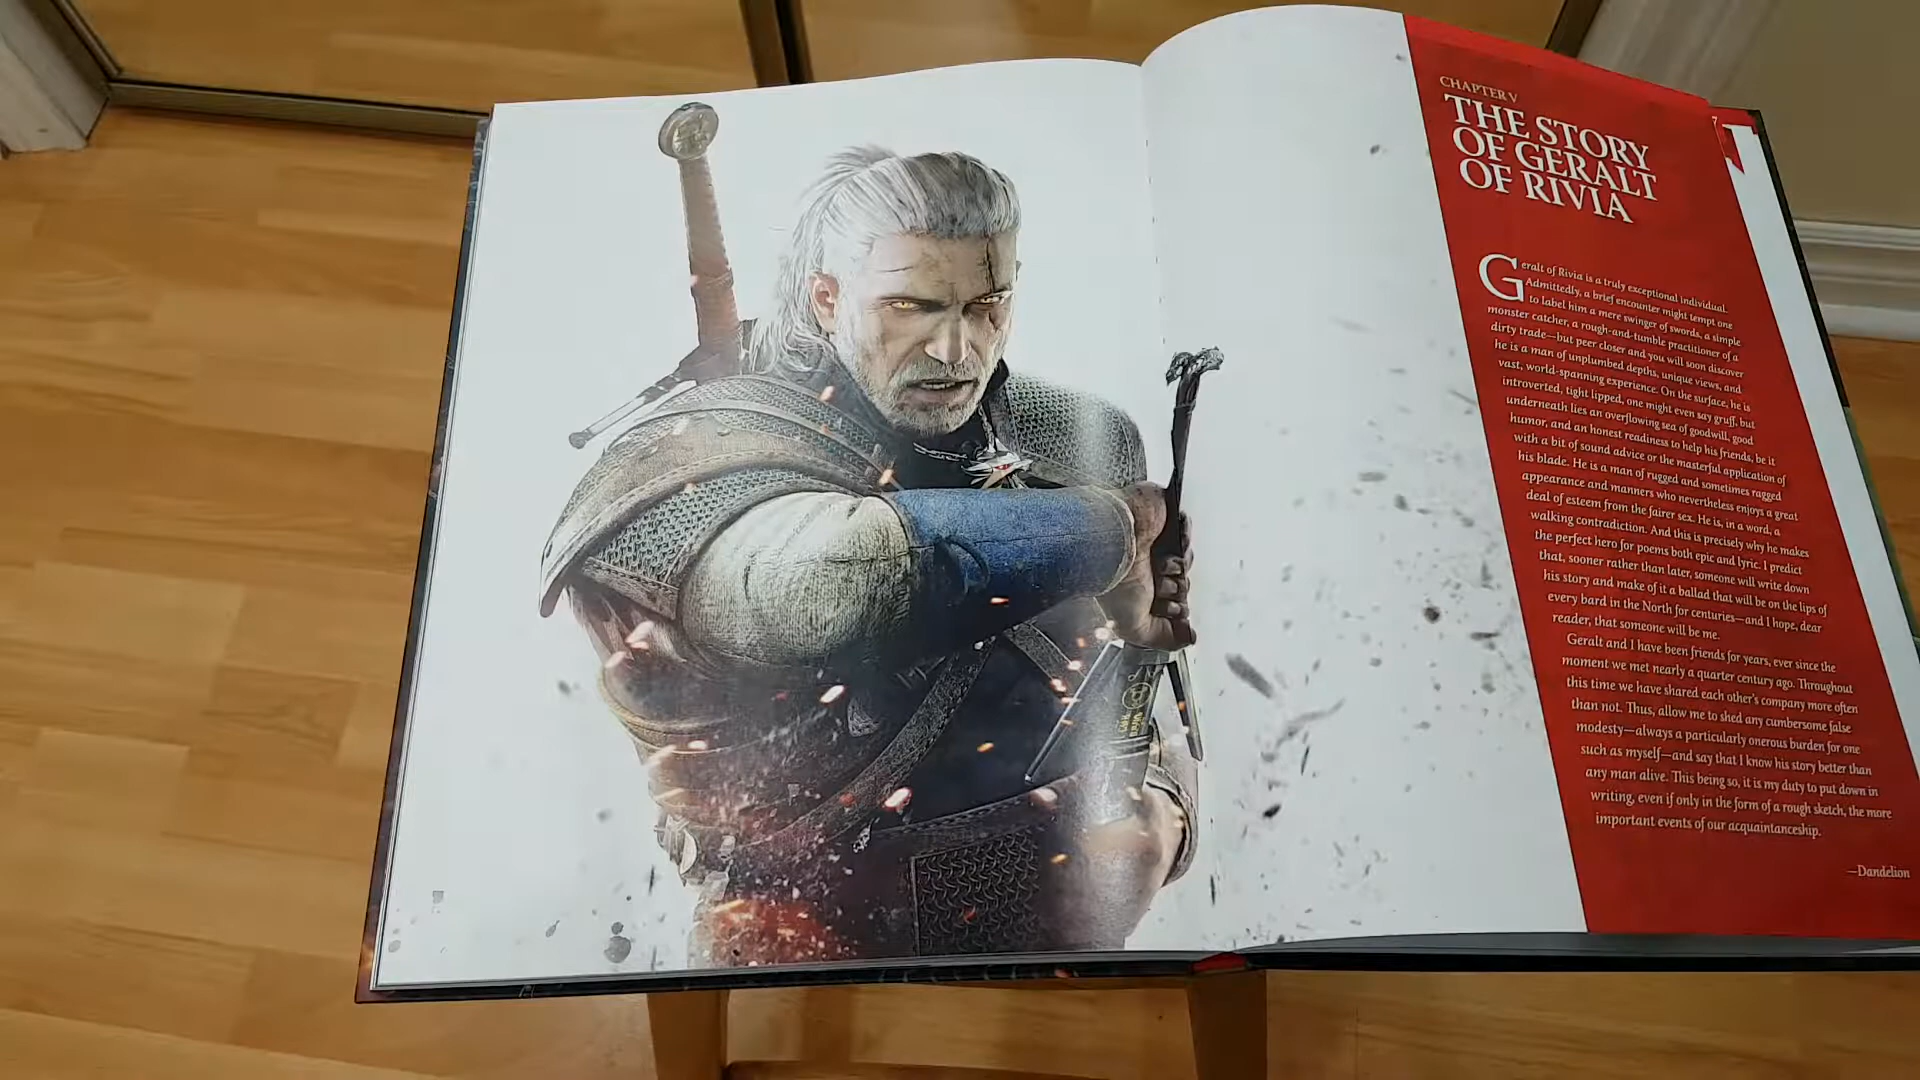 CHAPTER V
THE STORY
OF GERALT
OF RIVIA
Geralt of Rivia is a truly exceptional individual.
Admittedly, a brief encounter might tempt one
to label him a mere swinger of swords, a simple
monster catcher, a rough-and-tumble practitioner of a
dirty trade—but peer closer and you will soon discover
he is a man of unplumbed depths, unique views, and
vast, world-spanning experience. On the surface, he is
introverted, tight lipped, one might even say gruff, but
underneath lies an overflowing sea of goodwill, good
humor, and an honest readiness to help his friends, be it
with a bit of sound advice or the masterful application of
his blade. He is a man of rugged and sometimes ragged
appearance and manners who nevertheless enjoys a great
deal of esteem from the fairer sex. He is, in a word, a
walking contradiction. And this is precisely why he makes
the perfect hero for poems both epic and lyric. I predict
that, sooner rather than later, someone will write down
his story and make of it a ballad that will be on the lips of
every bard in the North for centuries—and I hope, dear
reader, that someone will be me.
Geralt and I have been friends for years, ever since the
moment we met nearly a quarter century ago. Throughout
this time we have shared each other's company more often
than not. Thus, allow me to shed any cumbersome false
modesty—always a particularly onerous burden for one
such as myself—and say that I know his story better than
any man alive. This being so, it is my duty to put down in
writing, even if only in the form of a rough sketch, the more
important events of our acquaintanceship.
—Dandelion